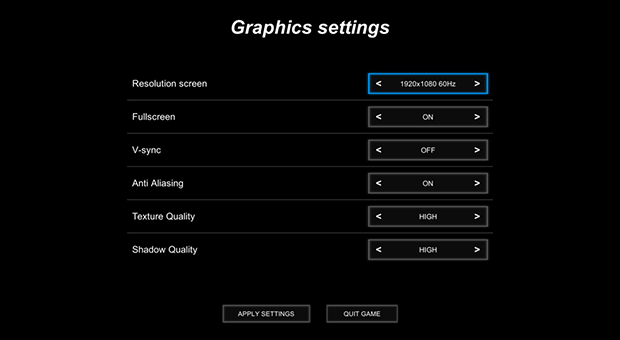 Graphics settings
Resolution screen < 1920x1080 60Hz >
Fullscreen < ON >
V-sync < OFF >
Anti Aliasing < ON >
Texture Quality < HIGH >
Shadow Quality < HIGH >
APPLY SETTINGS QUIT GAME